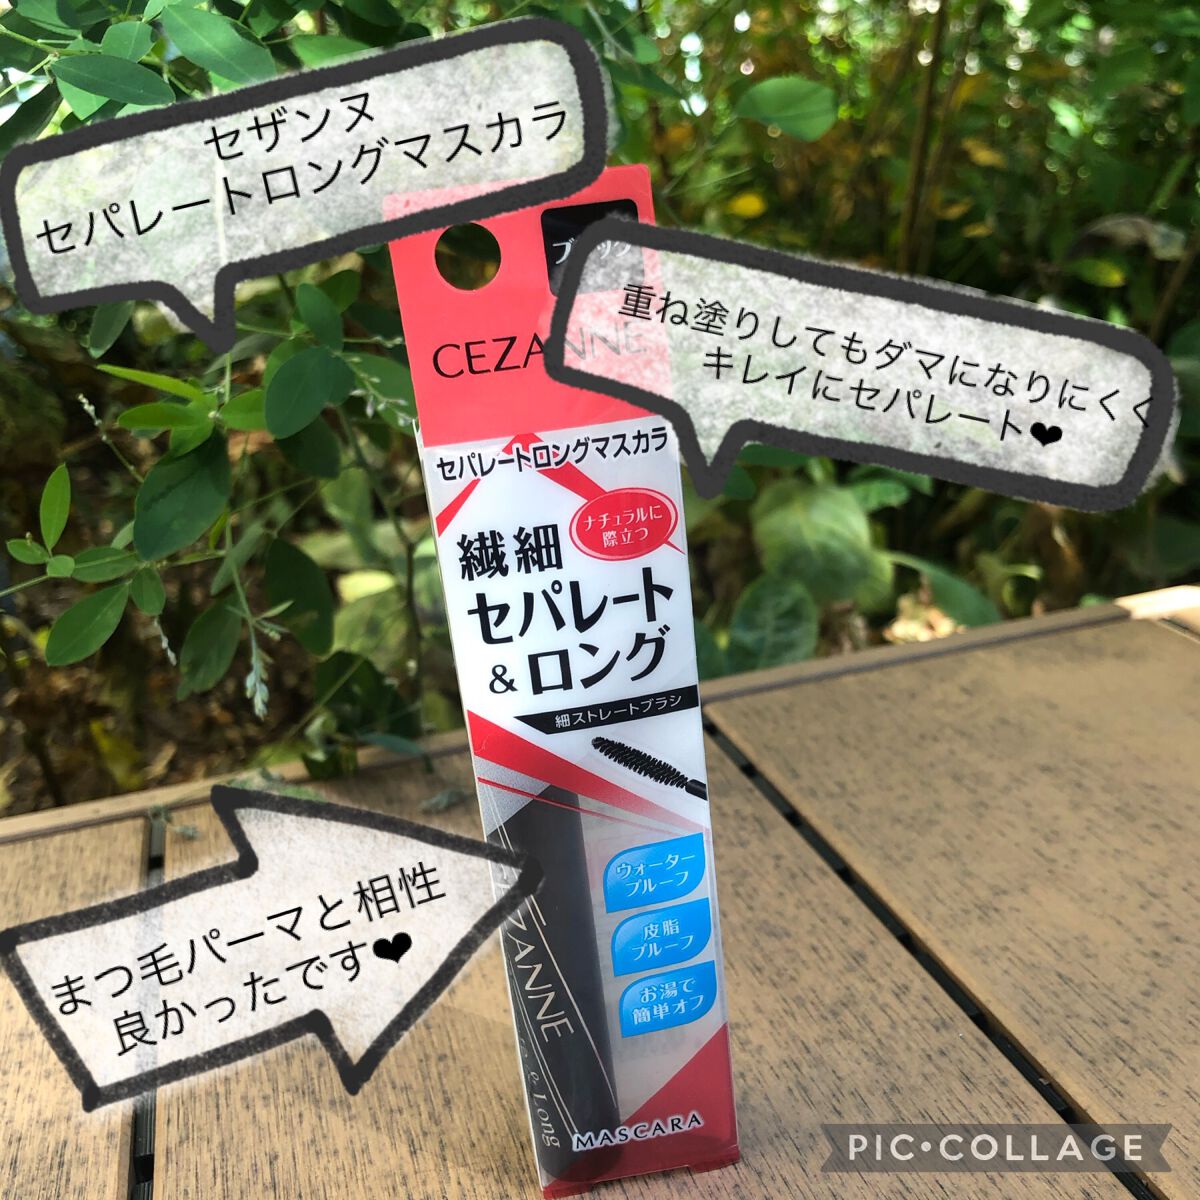 セザンヌ
セパレートロングマスカラ
重ね塗りしてもダマになりにくく
キレイにセパレート❤
CEZANNE
セパレートロングマスカラ
ナチュラルに
際立つ
繊細
セパレート
&ロング
細ストレートブラシ
ウォーター
プルーフ
皮脂
プルーフ
お湯で
簡単オフ
まつ毛パーマと相性
良かったです❤
ZANNE
& Long
MASCARA
PIC•COLLAGE